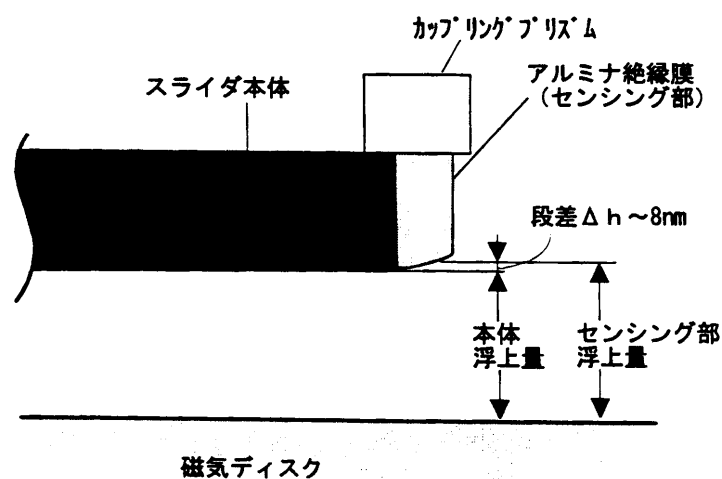 ｶｯﾌﾟﾘﾝｸﾞﾌﾟﾘｽﾞﾑ
アルミナ絶縁膜
（センシング部）
スライダ本体
段差Δｈ～8nm
本体
浮上量
センシング部
浮上量
磁気ディスク